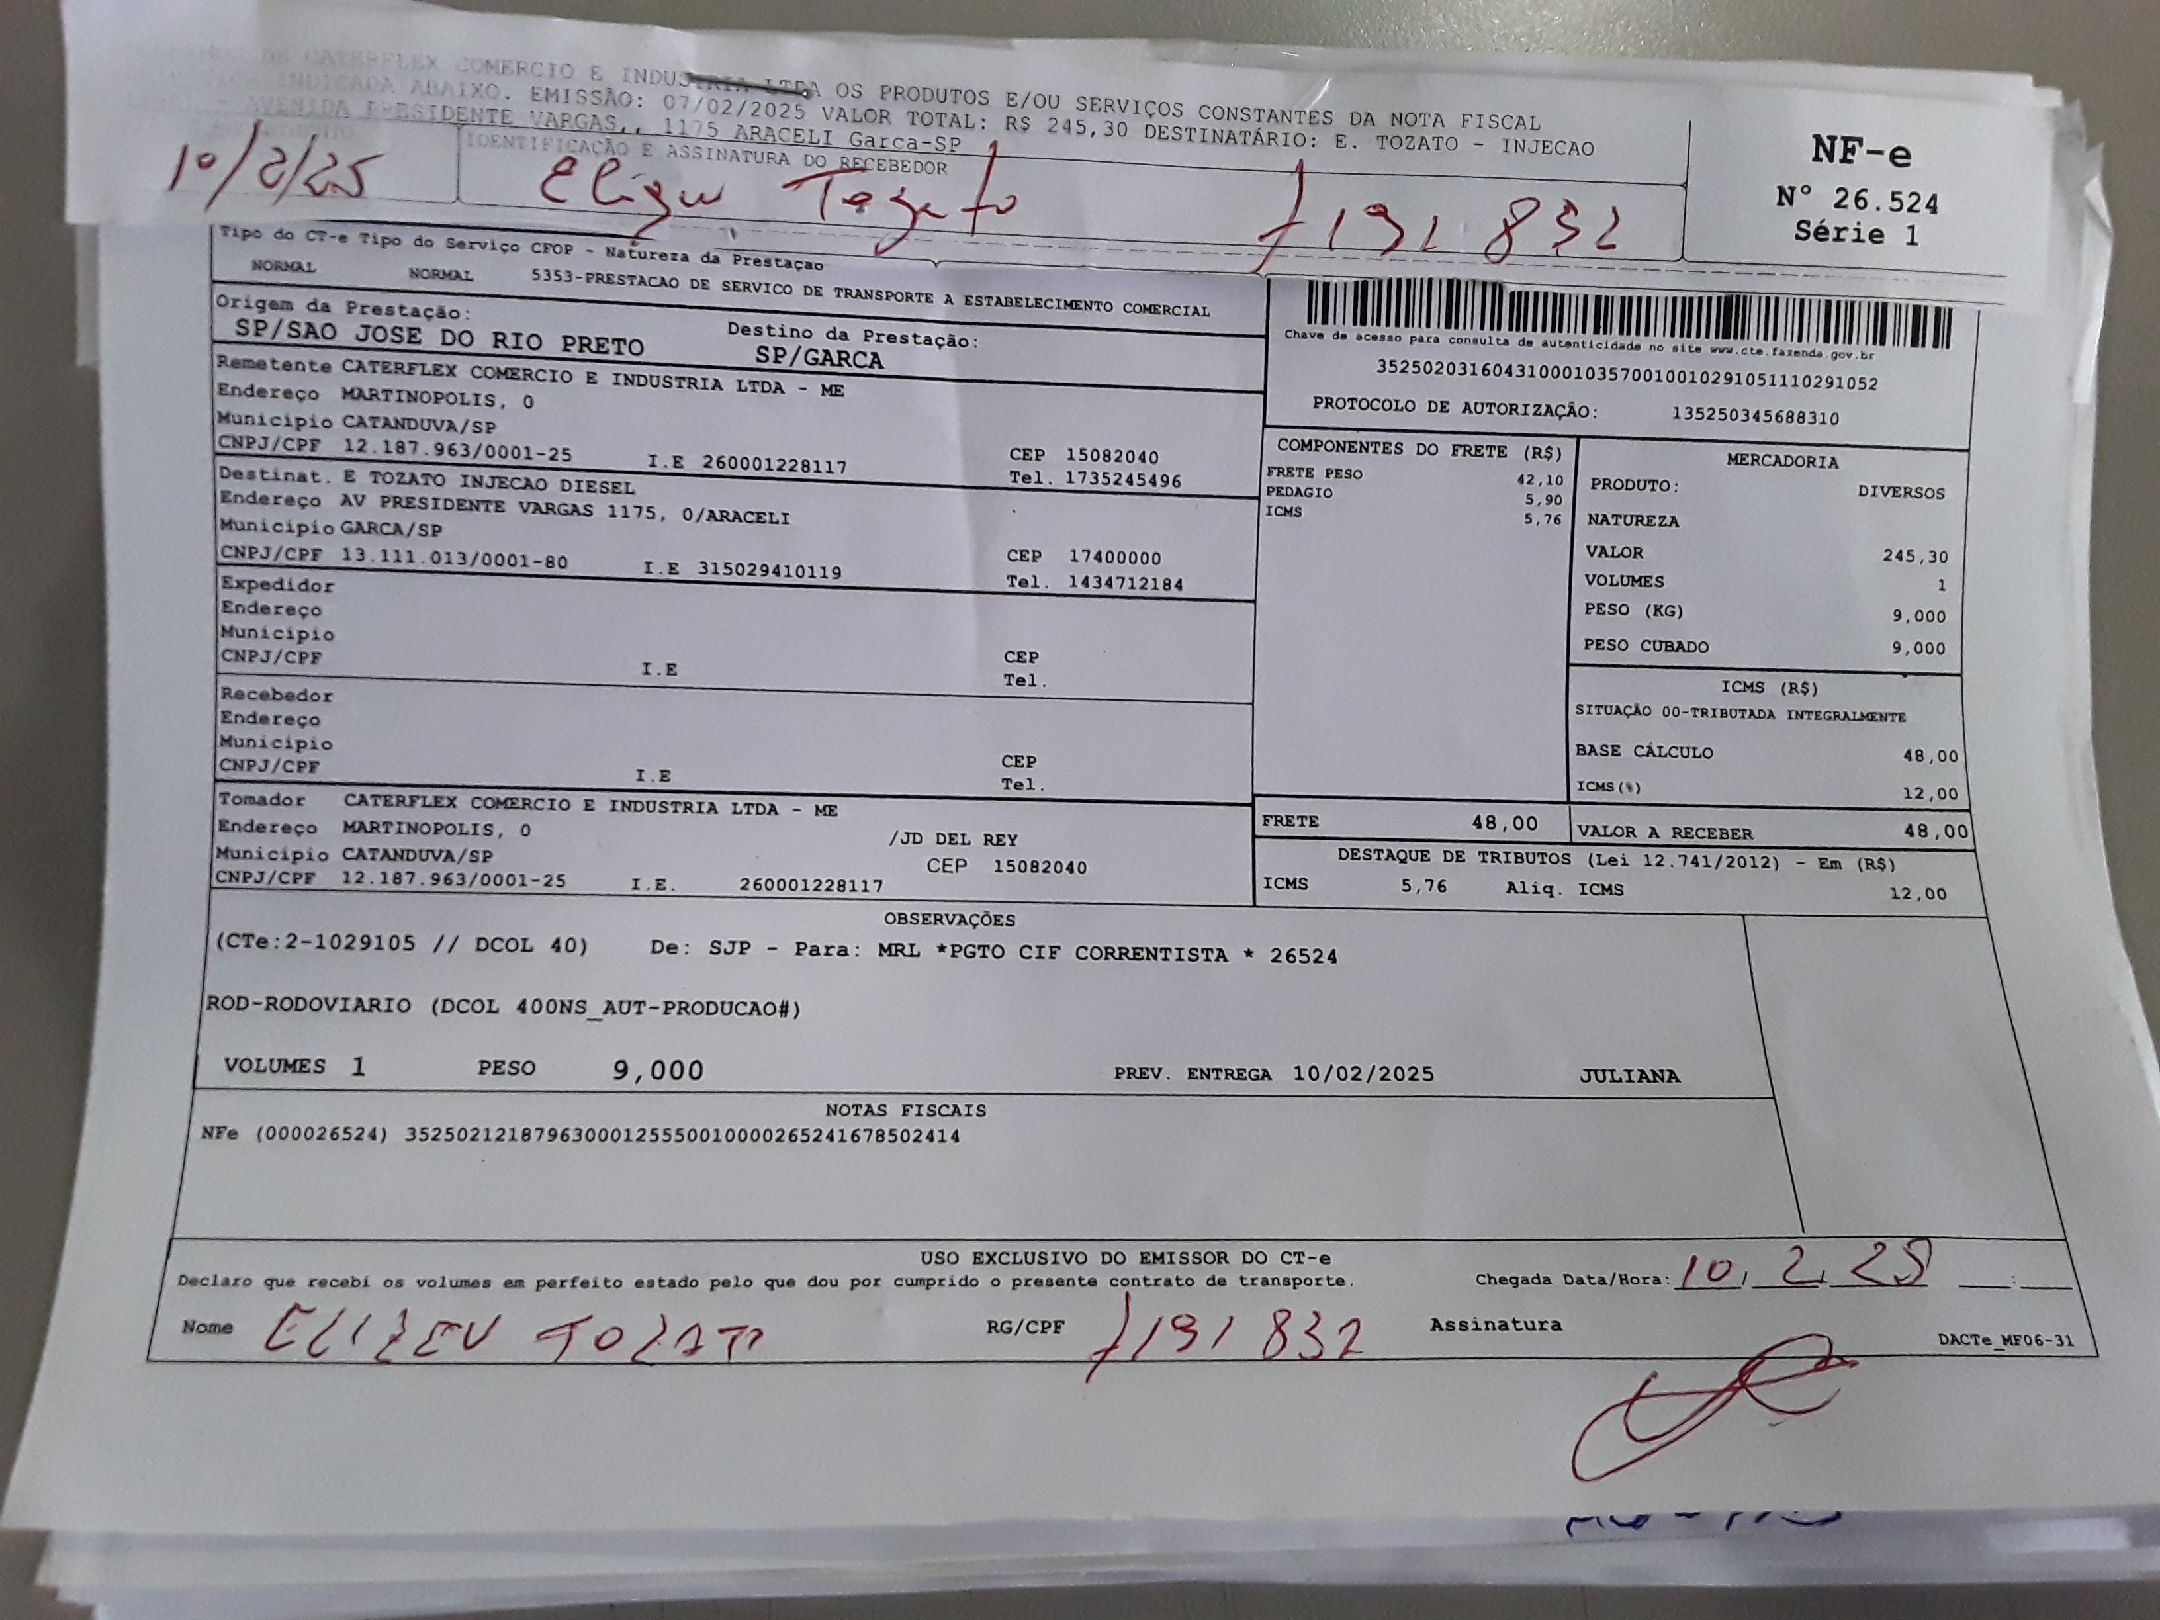 DE CATERFLEX COMERCIO E INDUSTRIA LTDA OS PRODUTOS E/OU SERVIÇOS CONSTANTES DA NOTA FISCAL
INDICADA ABAIXO. EMISSÃO: 07/02/2025 VALOR TOTAL: R$ 245,30 DESTINATÁRIO: E. TOZATO - INJECAO
- AVENIDA PRESIDENTE VARGAS,, 1175 ARACELI Garca-SP
IDENTIFICAÇÃO E ASSINATURA DO RECEBEDOR
10/2/25 Elizeu Tozato 7191832
NF-e
N° 26.524
Série 1
Tipo do CT-e Tipo do Serviço CFOP - Natureza da Prestação
NORMAL NORMAL 5353-PRESTACAO DE SERVICO DE TRANSPORTE A ESTABELECIMENTO COMERCIAL
Origem da Prestação: Destino da Prestação:
SP/SAO JOSE DO RIO PRETO SP/GARCA
Chave de acesso para consulta de autenticidade no site www.cte.fazenda.gov.br
35250203160431000103570010010291051110291052
PROTOCOLO DE AUTORIZAÇÃO: 135250345688310
Remetente CATERFLEX COMERCIO E INDUSTRIA LTDA - ME
Endereço MARTINOPOLIS, 0
Município CATANDUVA/SP CEP 15082040
CNPJ/CPF 12.187.963/0001-25 I.E 260001228117 Tel. 1735245496
Destinat. E TOZATO INJECAO DIESEL
Endereço AV PRESIDENTE VARGAS 1175, 0/ARACELI
Município GARCA/SP CEP 17400000
CNPJ/CPF 13.111.013/0001-80 I.E 315029410119 Tel. 1434712184
Expedidor
Endereço
Município CEP
CNPJ/CPF I.E Tel.
Recebedor
Endereço
Município CEP
CNPJ/CPF I.E Tel.
Tomador CATERFLEX COMERCIO E INDUSTRIA LTDA - ME
Endereço MARTINOPOLIS, 0 /JD DEL REY
Município CATANDUVA/SP CEP 15082040
CNPJ/CPF 12.187.963/0001-25 I.E. 260001228117
COMPONENTES DO FRETE (R$)
FRETE PESO 42,10
PEDAGIO 5,90
ICMS 5,76
MERCADORIA
PRODUTO: DIVERSOS
NATUREZA
VALOR 245,30
VOLUMES 1
PESO (KG) 9,000
PESO CUBADO 9,000
ICMS (R$)
SITUAÇÃO 00-TRIBUTADA INTEGRALMENTE
BASE CÁLCULO 48,00
ICMS(%) 12,00
FRETE 48,00 VALOR A RECEBER 48,00
DESTAQUE DE TRIBUTOS (Lei 12.741/2012) - Em (R$)
ICMS 5,76 Aliq. ICMS 12,00
OBSERVAÇÕES
(CTe:2-1029105 // DCOL 40) De: SJP - Para: MRL *PGTO CIF CORRENTISTA * 26524
ROD-RODOVIARIO (DCOL 400NS_AUT-PRODUCAO#)
VOLUMES 1 PESO 9,000 PREV. ENTREGA 10/02/2025 JULIANA
NOTAS FISCAIS
NFe (000026524) 35250212187963000125550010000265241678502414
USO EXCLUSIVO DO EMISSOR DO CT-e
Declaro que recebi os volumes em perfeito estado pelo que dou por cumprido o presente contrato de transporte. Chegada Data/Hora: 10, 2, 25 __:__
Nome ELIZEU TOZATO RG/CPF 7191832 Assinatura
DACTe_MF06-31